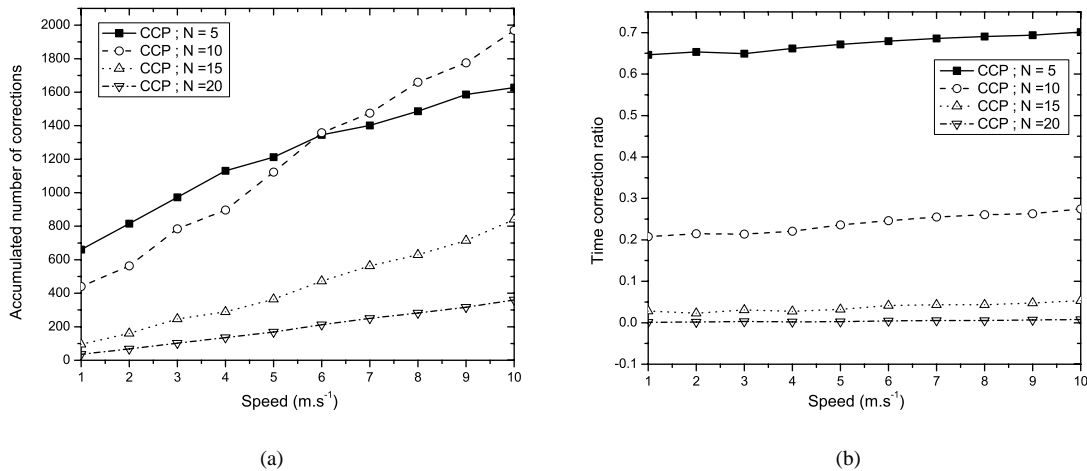 2000
1800
1600
1400
1200
1000
800
600
400
200
0
Accumulated number of corrections
CCP ; N = 5
CCP ; N =10
CCP ; N =15
CCP ; N =20
1 2 3 4 5 6 7 8 9 10
Speed (m.s-1)
(a)
0.7
0.6
0.5
0.4
0.3
0.2
0.1
0.0
-0.1
Time correction ratio
CCP ; N = 5
CCP ; N =10
CCP ; N =15
CCP ; N =20
1 2 3 4 5 6 7 8 9 10
Speed (m.s-1)
(b)